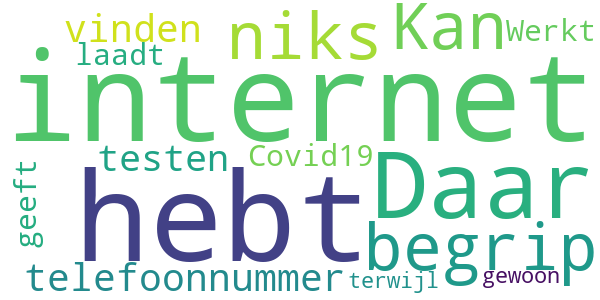 vinden
niks
Kan
Werkt
laadt
internet
testen
Covid19
Daar
geeft
hebt
begrip
telefoonnummer
terwijl
gewoon